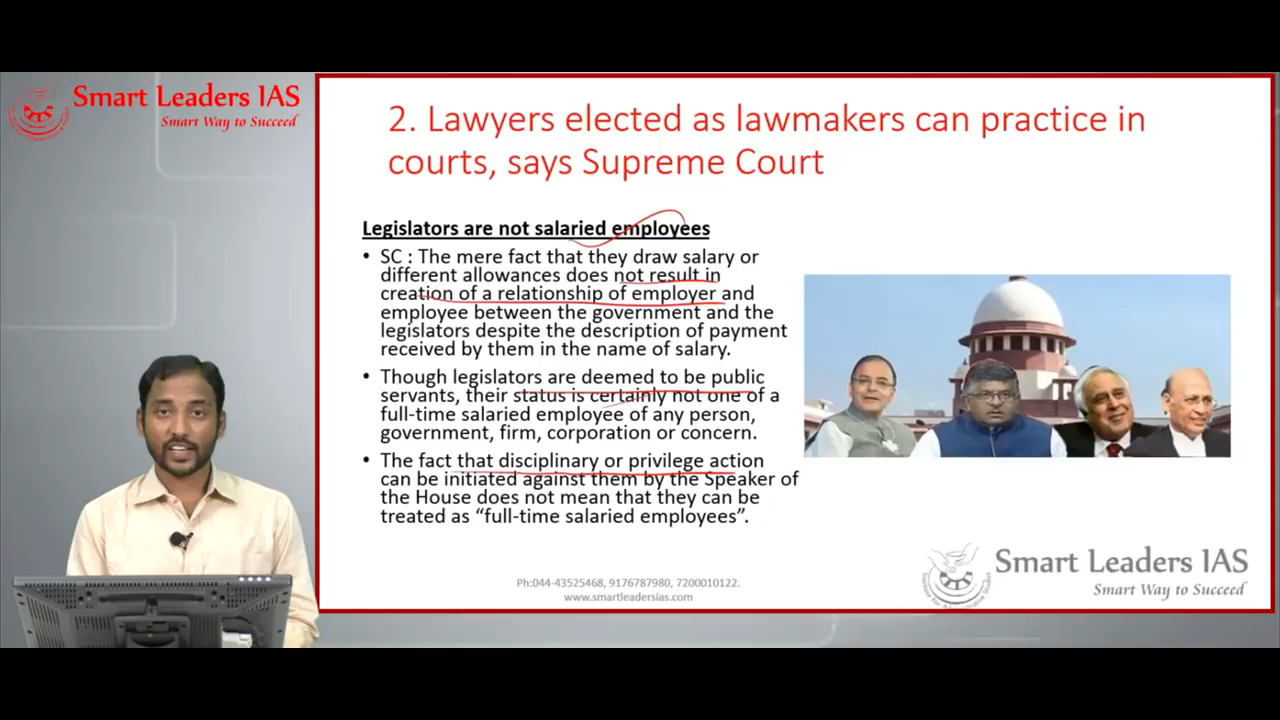 Smart Leaders IAS
Smart Way to Succeed
2. Lawyers elected as lawmakers can practice in
courts, says Supreme Court
Legislators are not salaried employees
• SC : The mere fact that they draw salary or
different allowances does not result in
creation of a relationship of employer and
employee between the government and the
legislators despite the description of payment
received by them in the name of salary.
• Though legislators are deemed to be public
servants, their status is certainly not one of a
full-time salaried employee of any person,
government, firm, corporation or concern.
• The fact that disciplinary or privilege action
can be initiated against them by the Speaker of
the House does not mean that they can be
treated as “full-time salaried employees”.
Ph:044-43525468, 9176787980, 7200010122.
www.smartleadersias.com
Smart Leaders IAS
Smart Way to Succeed